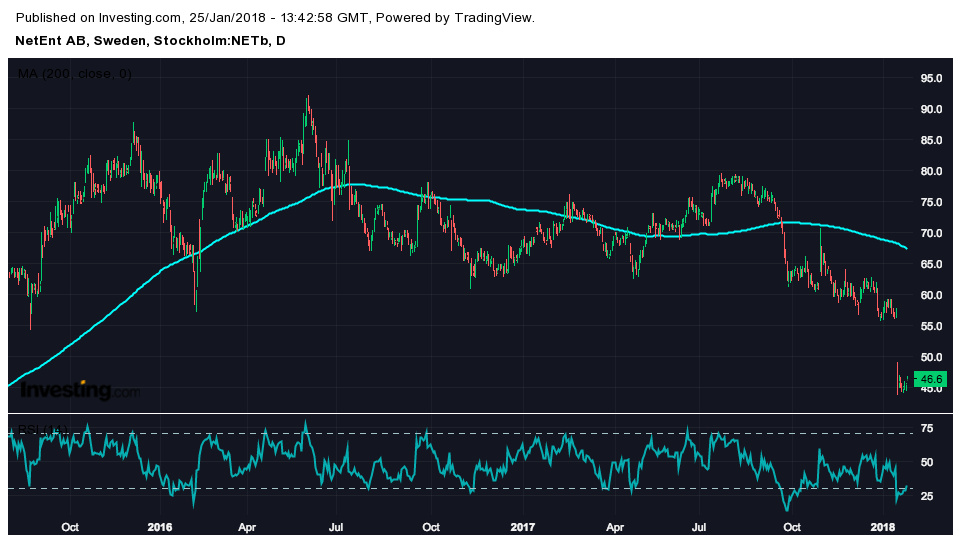 Published on Investing.com, 25/Jan/2018 - 13:42:58 GMT, Powered by TradingView.
NetEnt AB, Sweden, Stockholm:NETb, D
MA (200, close, 0)
95.0
90.0
85.0
80.0
75.0
70.0
65.0
60.0
55.0
50.0
46.6
45.0
Investing.com
RSI (14)
75
50
25
Oct 2016 Apr Jul Oct 2017 Apr Jul Oct 2018